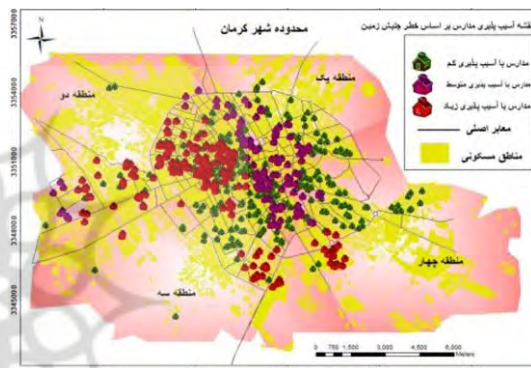 نقشه آسیب پذیری مدارس بر اساس خطر جنبش زمین
محدوده شهر کرمان
N
مدارس با آسیب پذیری کم
مدارس با آسیب پذیری متوسط
مدارس با آسیب پذیری زیاد
معابر اصلی
مناطق مسکونی
منطقه یک
منطقه دو
منطقه چهار
منطقه سه
3357000
3354000
3351000
3348000
3345000
0 750 1,500 3,000 4,500 6,000
Meters